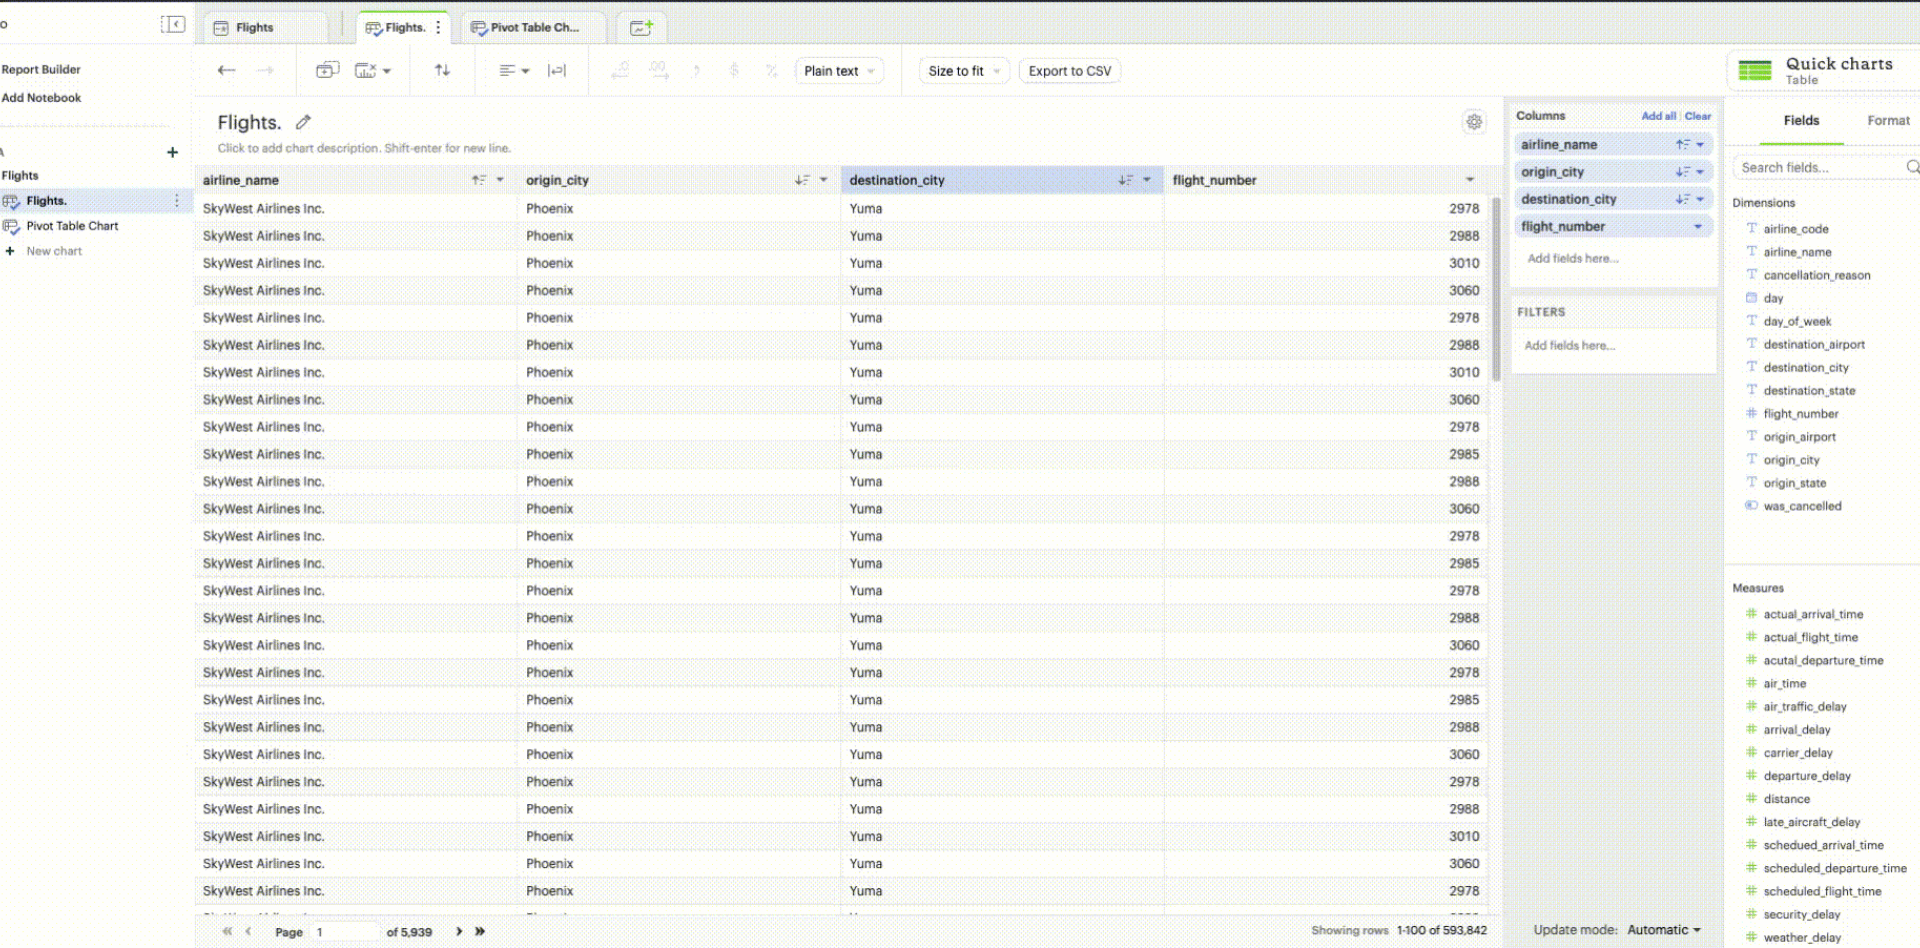 o
Flights
Flights.
Pivot Table Ch...
Report Builder
Add Notebook
A
Flights
Flights.
Pivot Table Chart
New chart
Plain text
Size to fit
Export to CSV
Quick charts
Table
Flights.
Click to add chart description. Shift-enter for new line.
Columns Add all Clear
airline_name
origin_city
destination_city
flight_number
Add fields here...
FILTERS
Add fields here...
Fields Format
Search fields...
Dimensions
airline_code
airline_name
cancellation_reason
day
day_of_week
destination_airport
destination_city
destination_state
flight_number
origin_airport
origin_city
origin_state
was_cancelled
Measures
actual_arrival_time
actual_flight_time
acutal_departure_time
air_time
air_traffic_delay
arrival_delay
carrier_delay
departure_delay
distance
late_aircraft_delay
schedued_arrival_time
scheduled_departure_time
scheduled_flight_time
security_delay
weather_delay
airline_name origin_city destination_city flight_number
SkyWest Airlines Inc. Phoenix Yuma 2978
SkyWest Airlines Inc. Phoenix Yuma 2988
SkyWest Airlines Inc. Phoenix Yuma 3010
SkyWest Airlines Inc. Phoenix Yuma 3060
SkyWest Airlines Inc. Phoenix Yuma 2978
SkyWest Airlines Inc. Phoenix Yuma 2988
SkyWest Airlines Inc. Phoenix Yuma 3010
SkyWest Airlines Inc. Phoenix Yuma 3060
SkyWest Airlines Inc. Phoenix Yuma 2978
SkyWest Airlines Inc. Phoenix Yuma 2985
SkyWest Airlines Inc. Phoenix Yuma 2988
SkyWest Airlines Inc. Phoenix Yuma 3060
SkyWest Airlines Inc. Phoenix Yuma 2978
SkyWest Airlines Inc. Phoenix Yuma 2985
SkyWest Airlines Inc. Phoenix Yuma 2978
SkyWest Airlines Inc. Phoenix Yuma 2988
SkyWest Airlines Inc. Phoenix Yuma 3060
SkyWest Airlines Inc. Phoenix Yuma 2978
SkyWest Airlines Inc. Phoenix Yuma 2985
SkyWest Airlines Inc. Phoenix Yuma 2988
SkyWest Airlines Inc. Phoenix Yuma 3060
SkyWest Airlines Inc. Phoenix Yuma 2978
SkyWest Airlines Inc. Phoenix Yuma 2988
SkyWest Airlines Inc. Phoenix Yuma 3010
SkyWest Airlines Inc. Phoenix Yuma 3060
SkyWest Airlines Inc. Phoenix Yuma 2978
Page 1 of 5,939
Showing rows 1-100 of 593,842
Update mode: Automatic